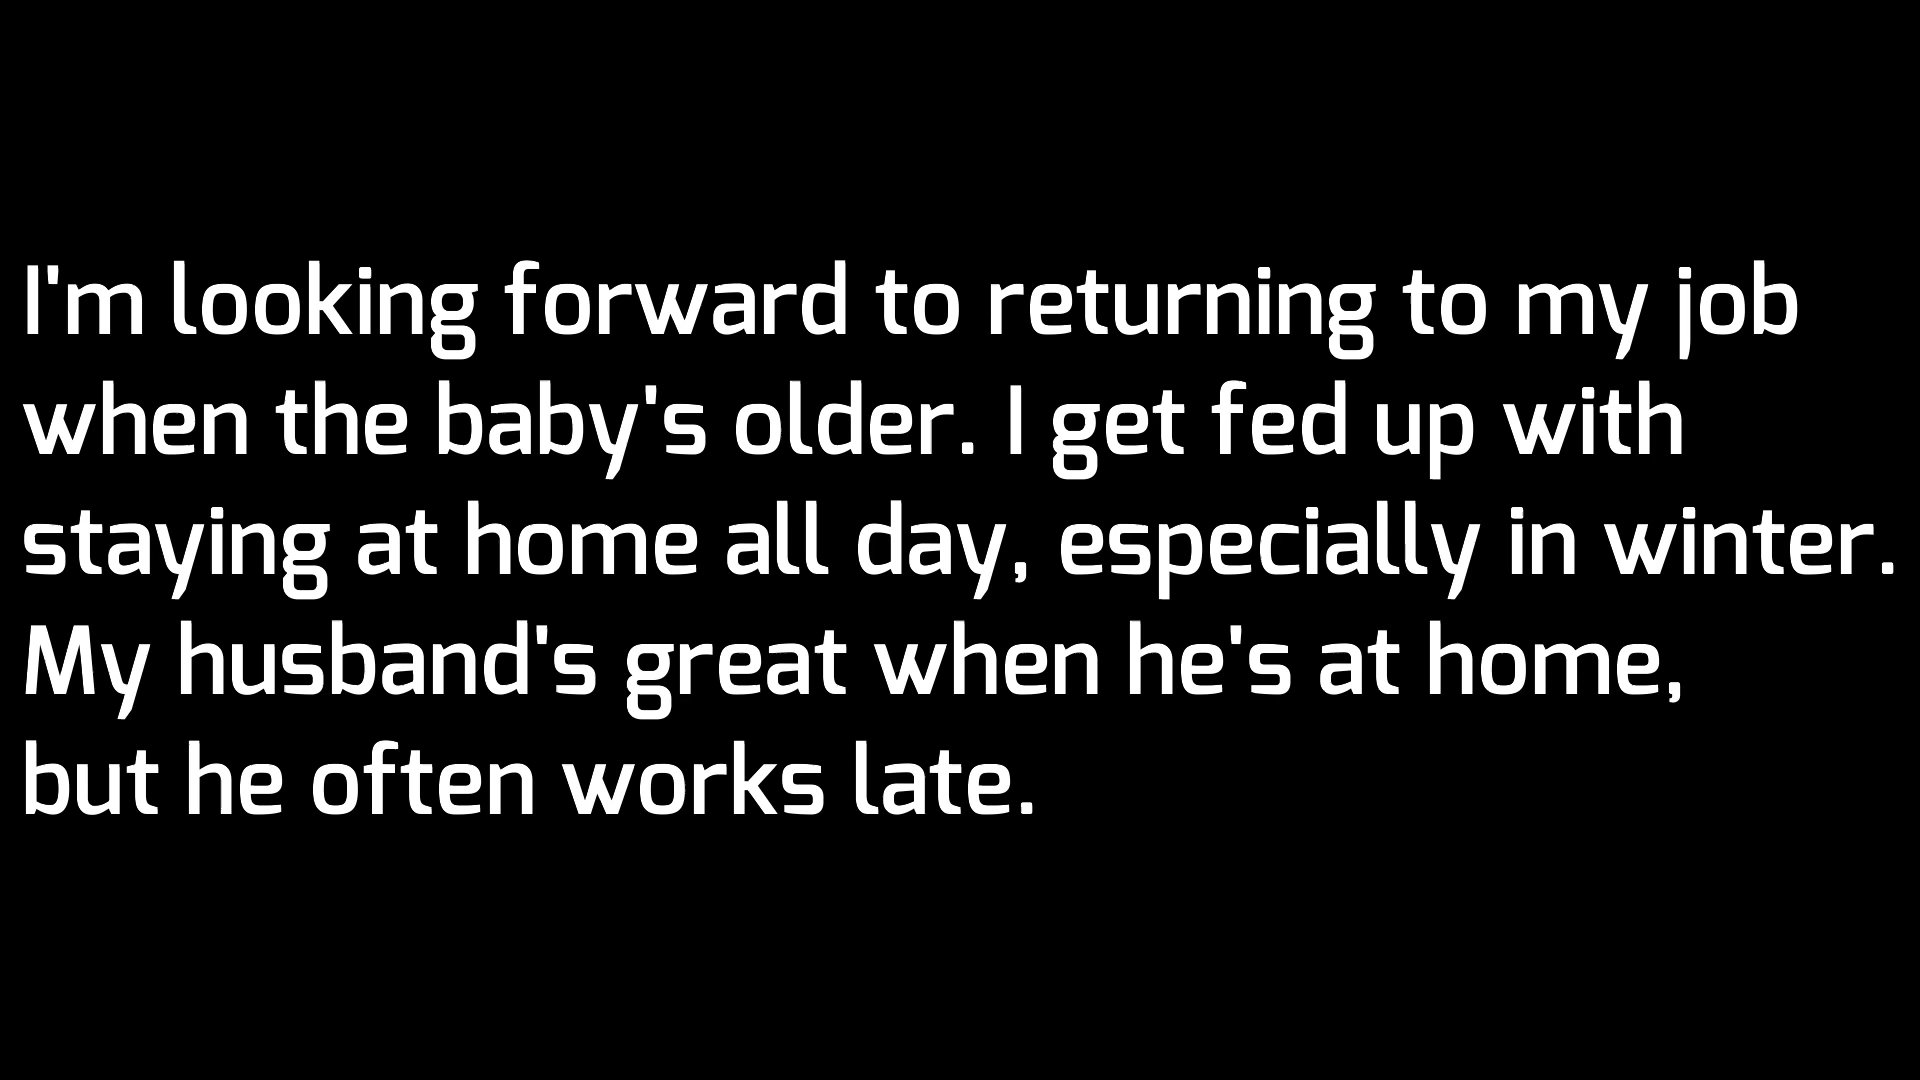 I'm looking forward to returning to my job
when the baby's older. I get fed up with
staying at home all day, especially in winter.
My husband's great when he's at home,
but he often works late.